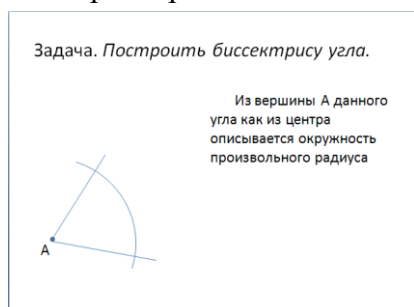 Задача. Построить биссектрису угла.
Из вершины А данного
угла как из центра
описывается окружность
произвольного радиуса
А